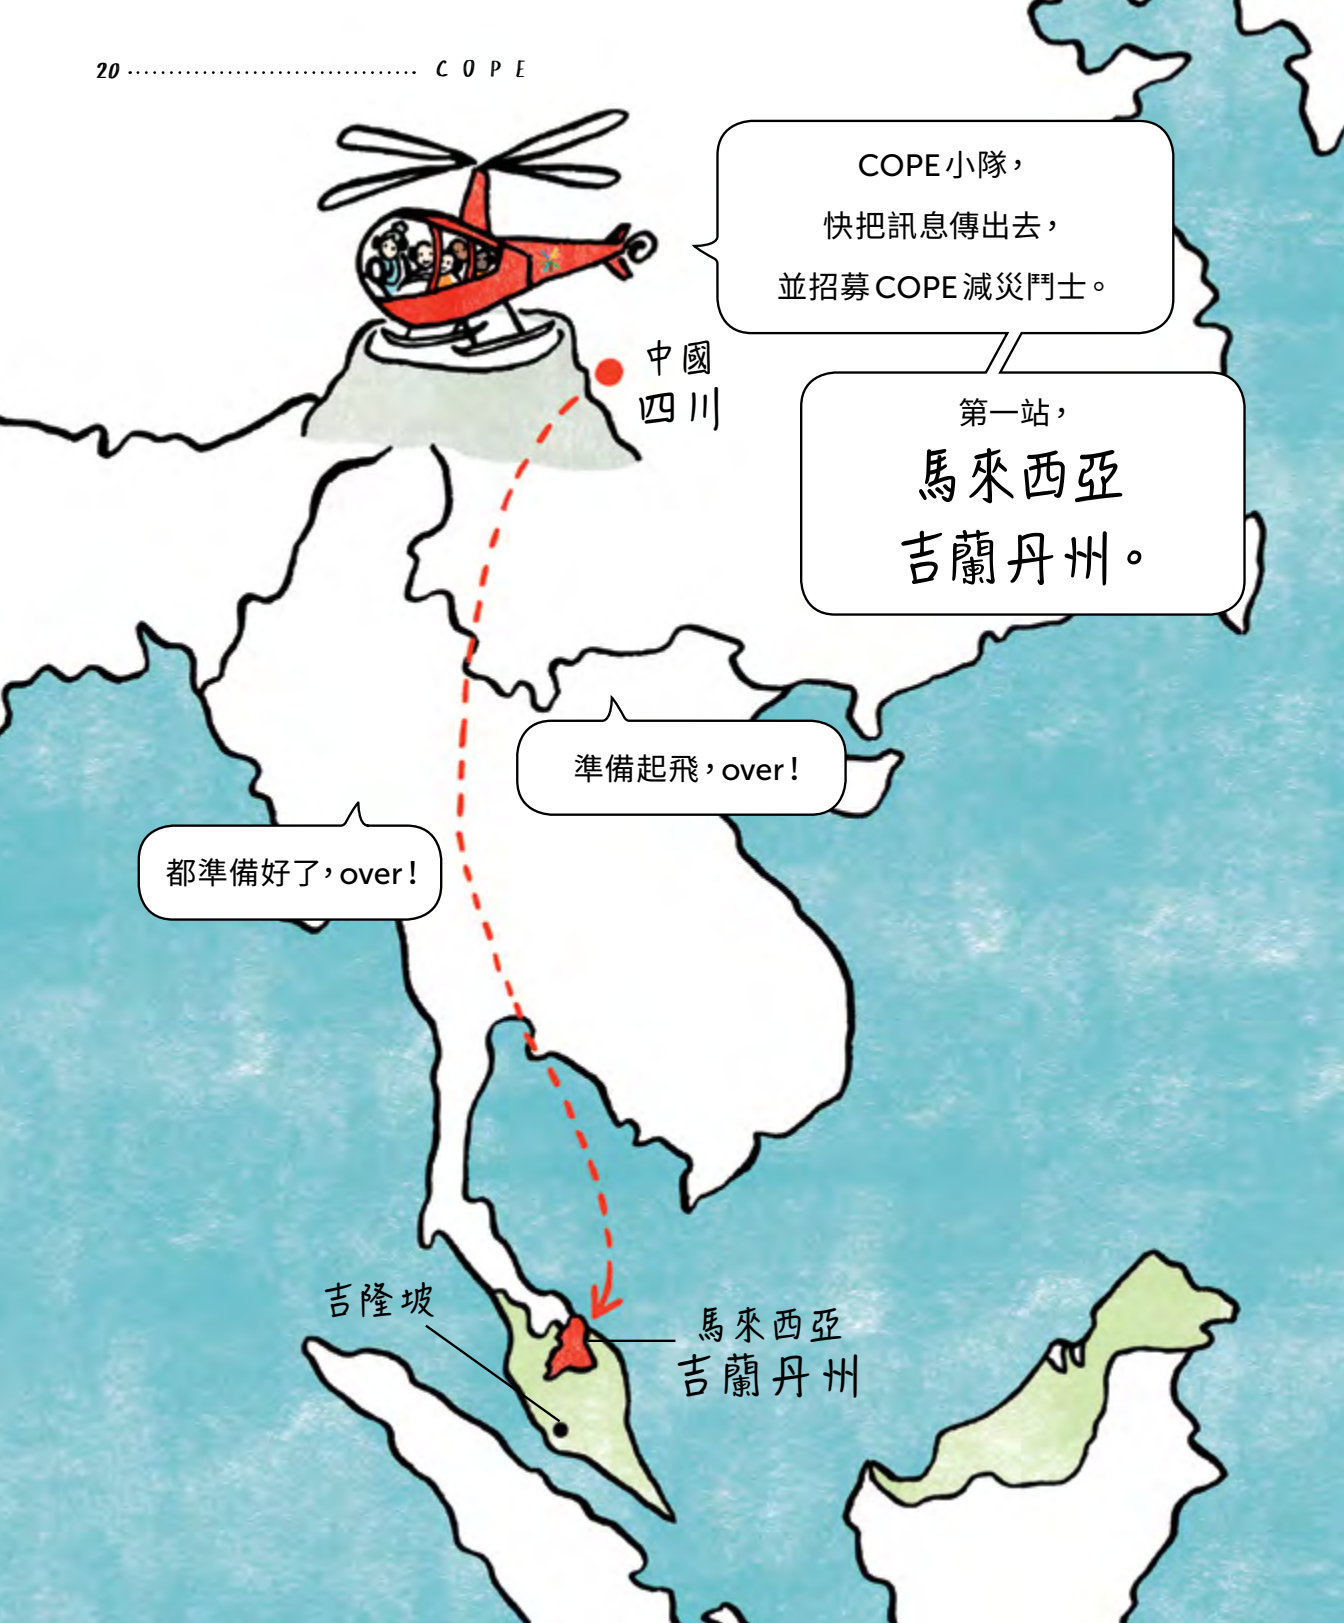 20 ................................... COPE
COPE小隊，
快把訊息傳出去，
並招募COPE減災鬥士。
中國
四川
第一站，
馬來西亞
吉蘭丹州。
準備起飛，over！
都準備好了，over！
吉隆坡
馬來西亞
吉蘭丹州